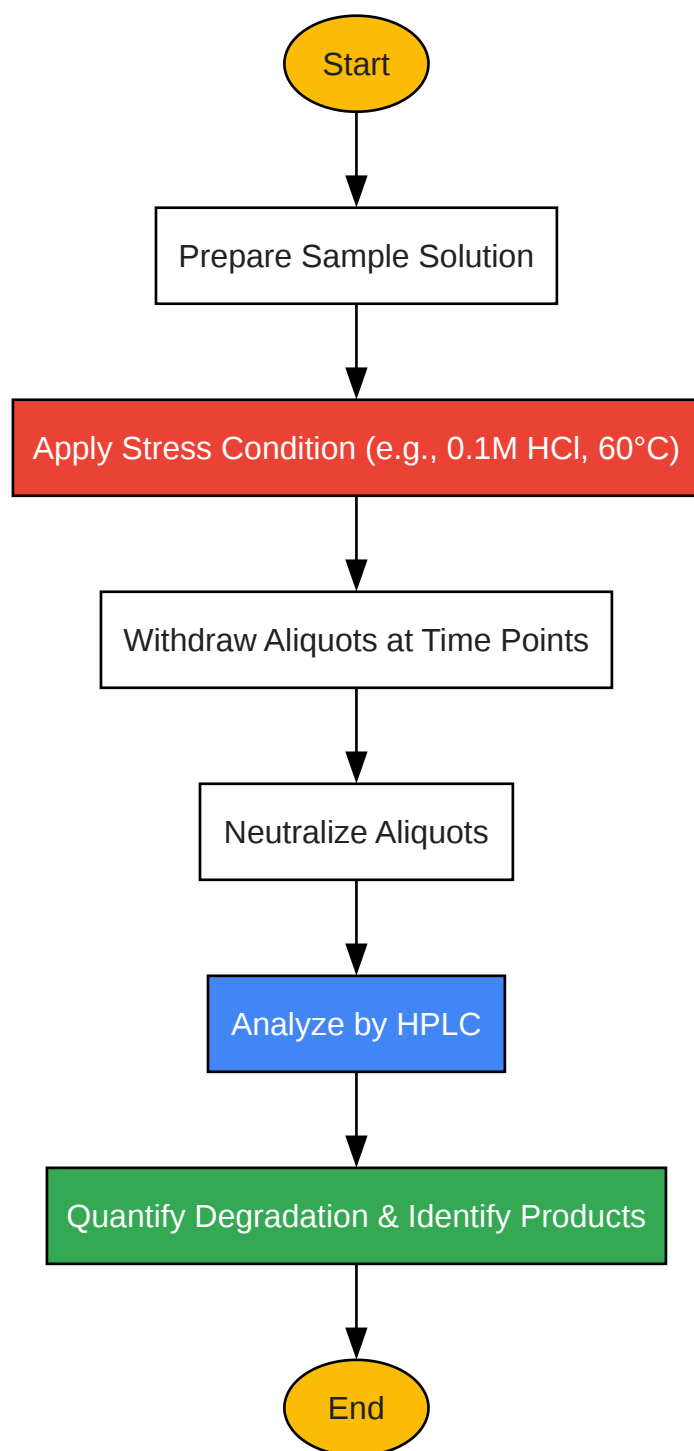 Start
Prepare Sample Solution
Apply Stress Condition (e.g., 0.1M HCl, 60°C)
Withdraw Aliquots at Time Points
Neutralize Aliquots
Analyze by HPLC
Quantify Degradation & Identify Products
End